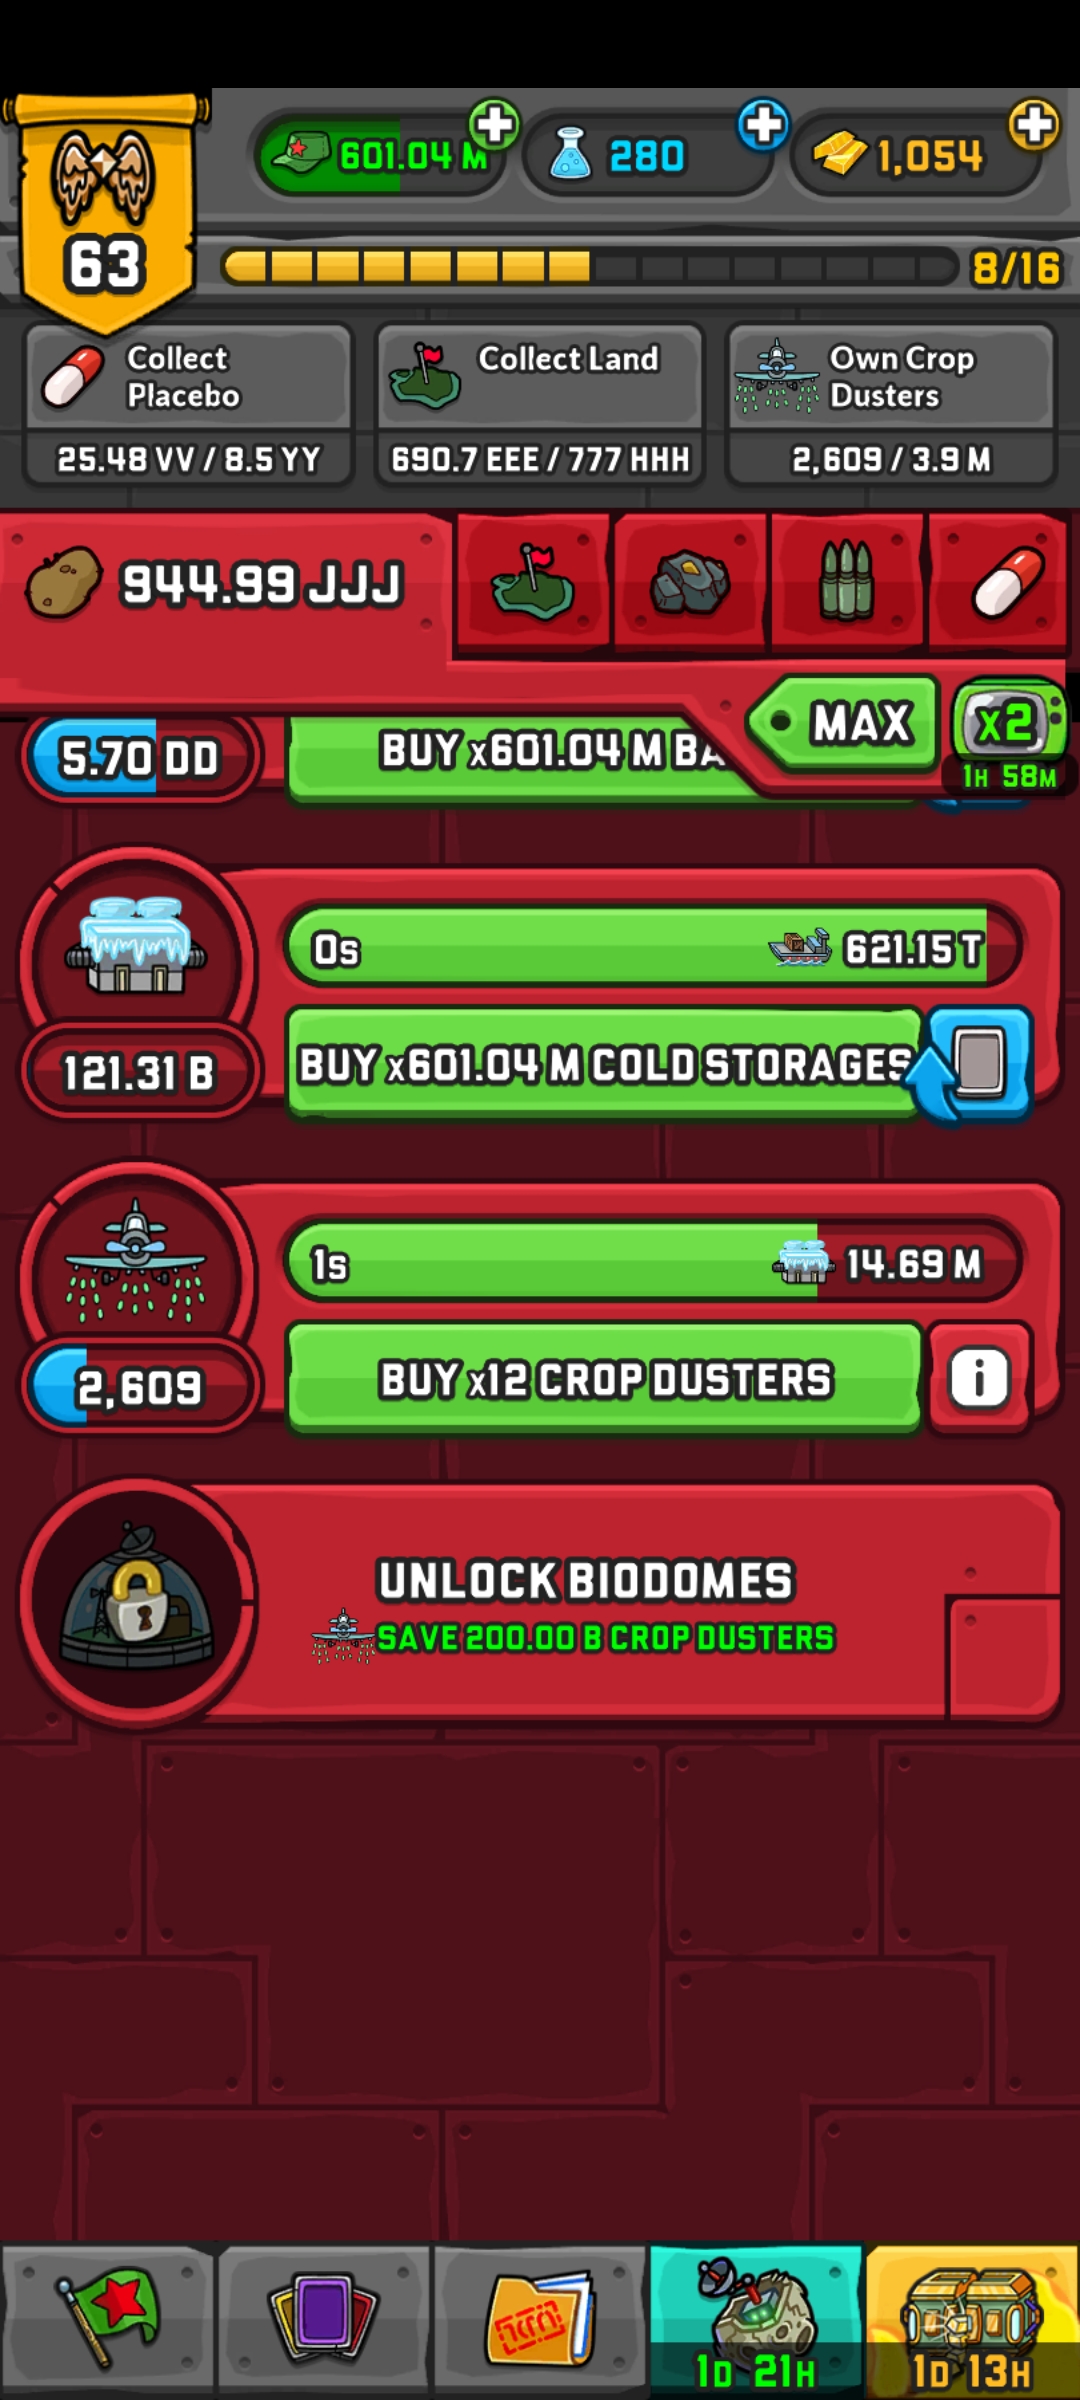 601.04 M
280
1,054
63
8/16
Collect
Placebo
25.48 VV / 8.5 YY
Collect Land
690.7 EEE / 777 HHH
Own Crop
Dusters
2,609 / 3.9 M
944.99 JJJ
MAX
x2
1H 58M
5.70 DD
BUY x601.04 M BA
0s
621.15 T
121.31 B
BUY x601.04 M COLD STORAGES
1s
14.69 M
2,609
BUY x12 CROP DUSTERS
i
UNLOCK BIODOMES
SAVE 200.00 B CROP DUSTERS
1D 21H
1D 13H